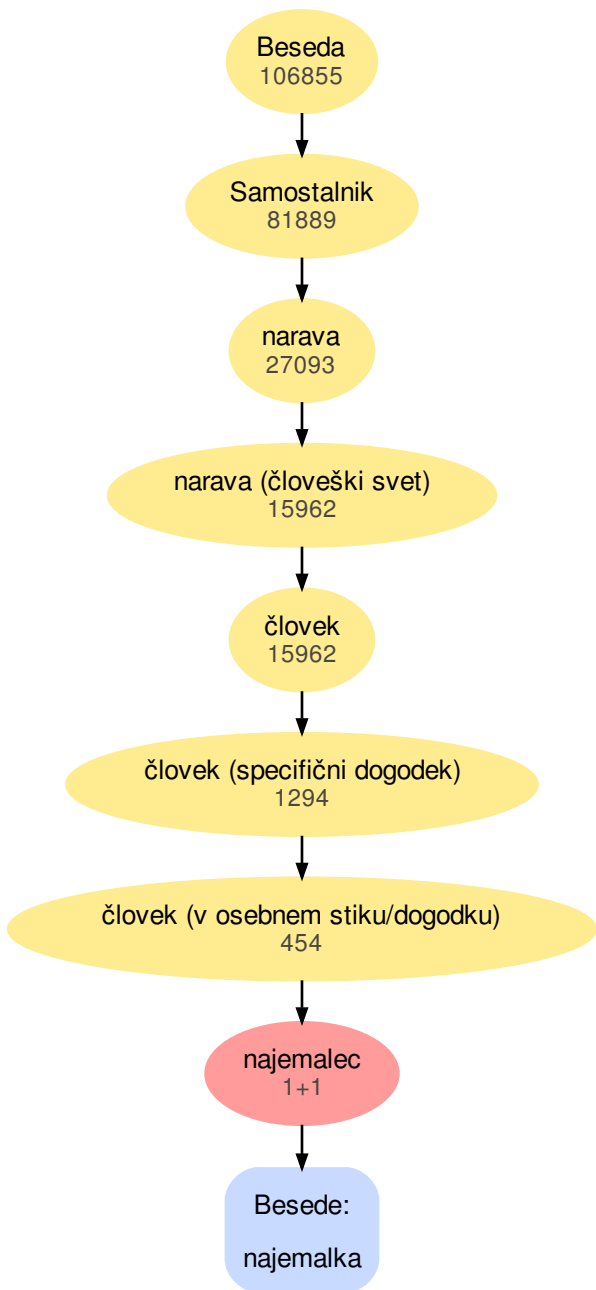 Beseda
106855
Samostalnik
81889
narava
27093
narava (človeški svet)
15962
človek
15962
človek (specifični dogodek)
1294
človek (v osebnem stiku/dogodku)
454
najemalec
1+1
Besede:
najemalka